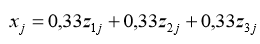 x_j = 0,33z_{1j} + 0,33z_{2j} + 0,33z_{3j}